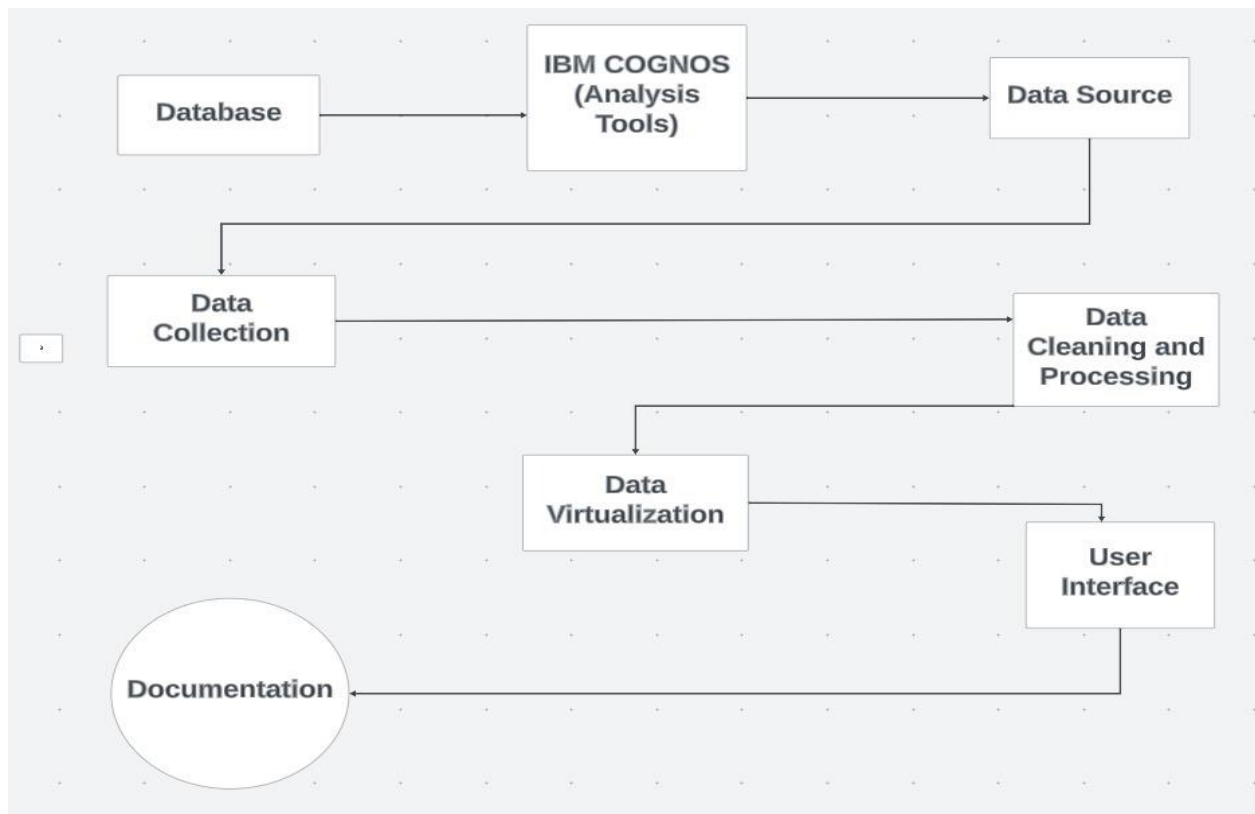 Database
IBM COGNOS
(Analysis
Tools)
Data Source
Data
Collection
Data
Cleaning and
Processing
Data
Virtualization
User
Interface
Documentation